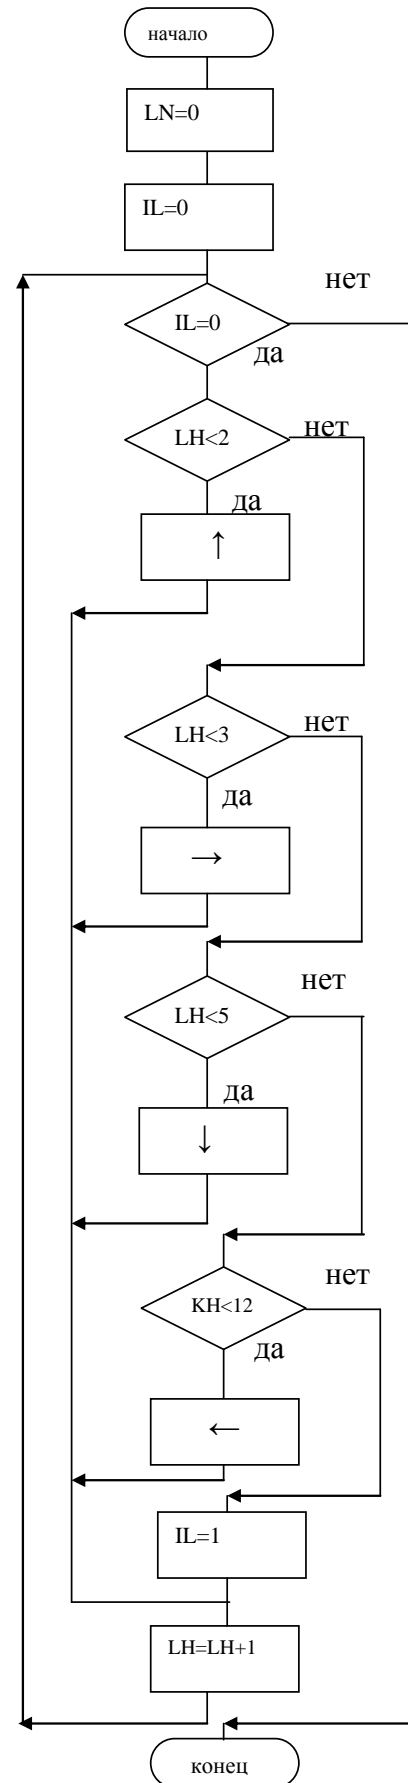 начало
LN=0
IL=0
нет
IL=0
да
LH<2
нет
да
↑
LH<3
нет
да
→
нет
LH<5
да
↓
нет
KH<12
да
←
IL=1
LH=LH+1
конец